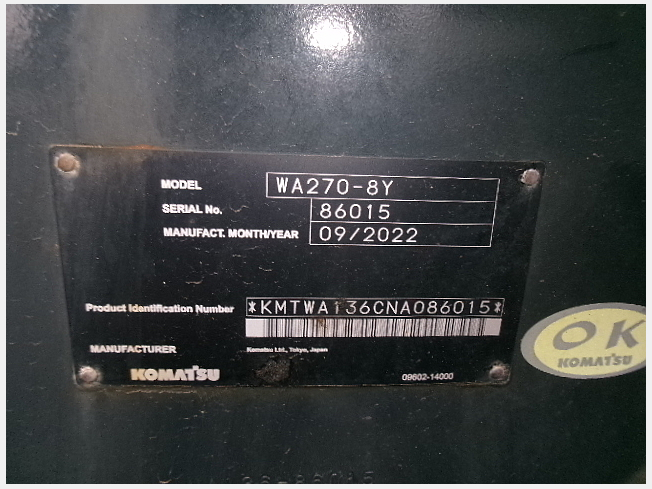 MODEL WA270-8Y
SERIAL No. 86015
MANUFACT. MONTH/YEAR 09/2022
Product Identification Number *KMTWA136CNA086015*
MANUFACTURER Komatsu Ltd., Tokyo, Japan
KOMATSU 09602-14000
OK
KOMATSU